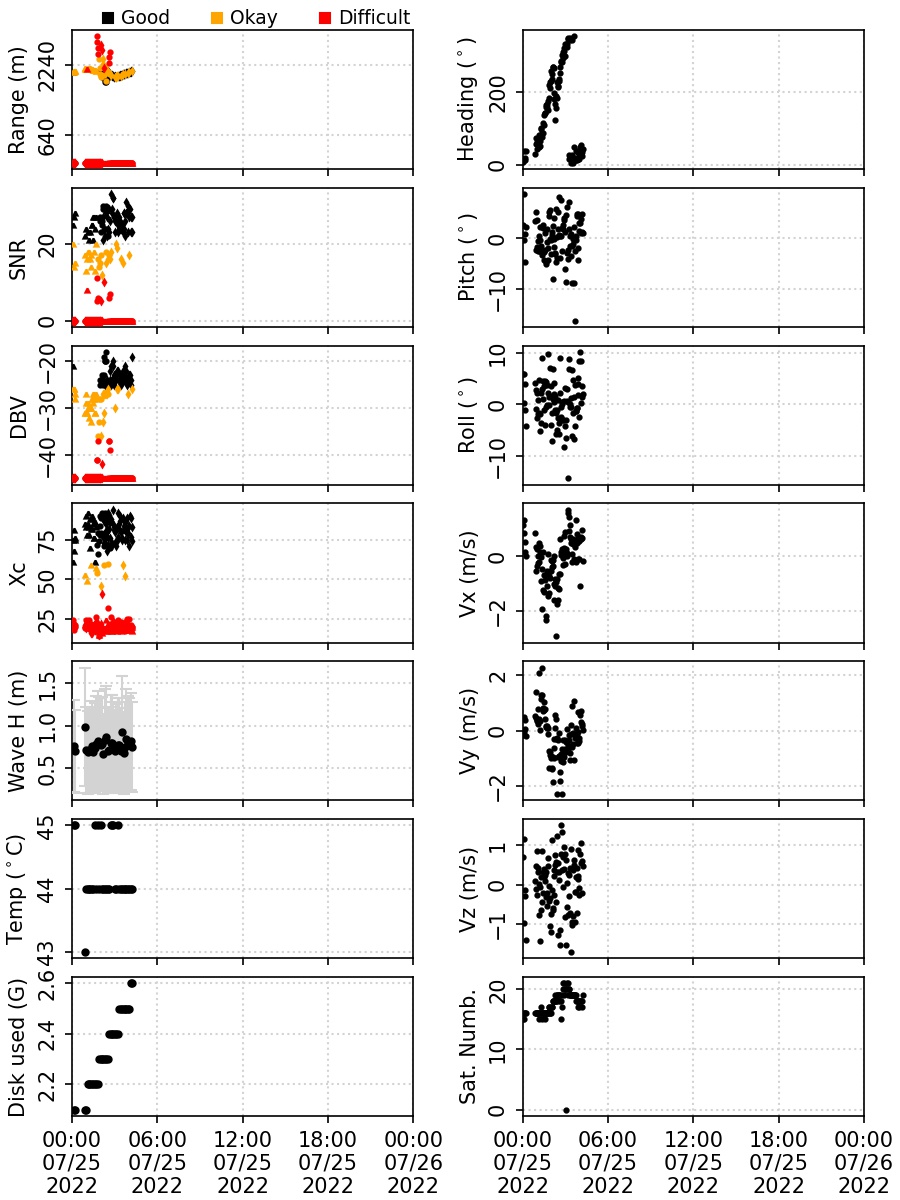 Good Okay Difficult
Range (m)
2240
640
Heading (°)
200
0
SNR
20
0
Pitch (°)
0
−10
DBV
−20
−30
−40
Roll (°)
10
0
−10
Xc
75
50
25
Vx (m/s)
0
−2
Wave H (m)
1.5
1.0
0.5
Vy (m/s)
2
0
−2
Temp (°C)
45
44
43
Vz (m/s)
1
0
−1
Disk used (G)
2.6
2.4
2.2
Sat. Numb.
20
10
0
00:00 06:00 12:00 18:00 00:00
07/25 07/25 07/25 07/25 07/26
2022 2022 2022 2022 2022
00:00 06:00 12:00 18:00 00:00
07/25 07/25 07/25 07/25 07/26
2022 2022 2022 2022 2022